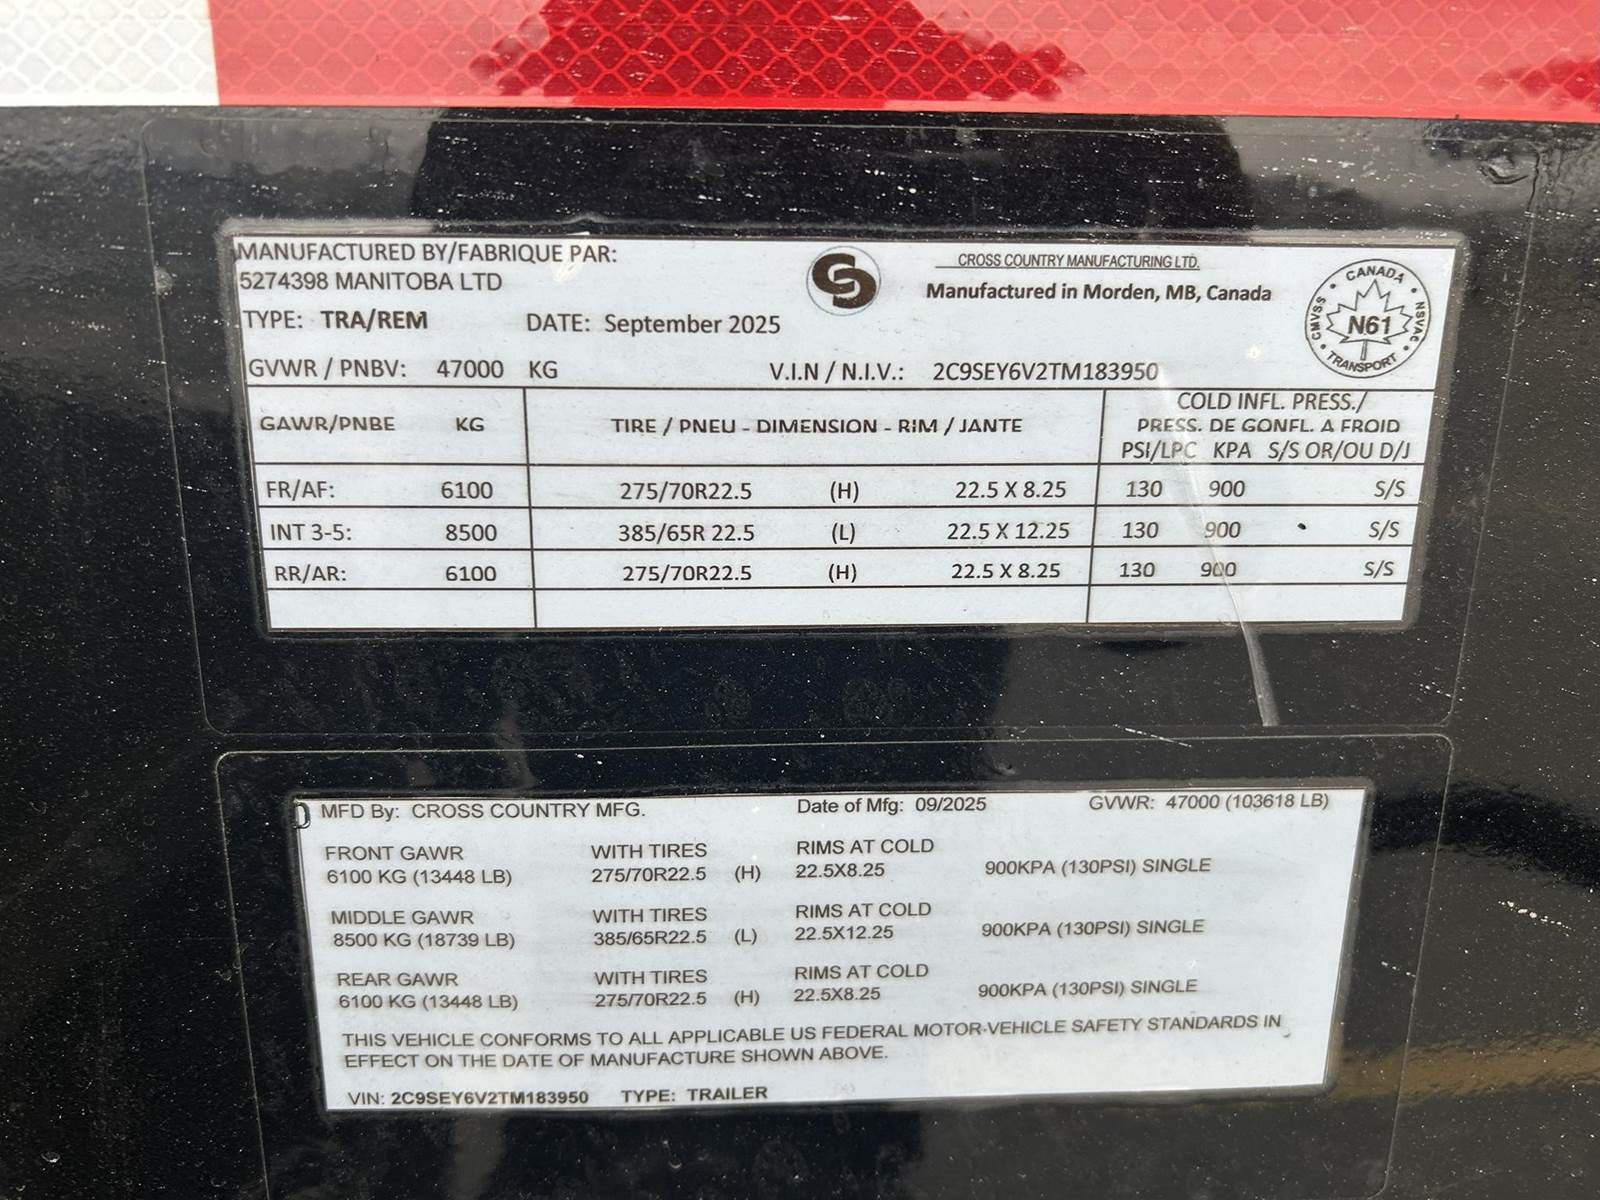 MANUFACTURED BY/FABRIQUE PAR:
5274398 MANITOBA LTD
CROSS COUNTRY MANUFACTURING LTD.
Manufactured in Morden, MB, Canada
CANADA
CMVSS
NSVAC
N61
TRANSPORT
TYPE: TRA/REM DATE: September 2025
GVWR / PNBV: 47000 KG V.I.N / N.I.V.: 2C9SEY6V2TM183950
GAWR/PNBE KG TIRE / PNEU - DIMENSION - RIM / JANTE
COLD INFL. PRESS./
PRESS. DE GONFL. A FROID
PSI/LPC KPA S/S OR/OU D/J
FR/AF: 6100 275/70R22.5 (H) 22.5 X 8.25 130 900 S/S
INT 3-5: 8500 385/65R 22.5 (L) 22.5 X 12.25 130 900 S/S
RR/AR: 6100 275/70R22.5 (H) 22.5 X 8.25 130 900 S/S
MFD By: CROSS COUNTRY MFG. Date of Mfg: 09/2025 GVWR: 47000 (103618 LB)
FRONT GAWR WITH TIRES RIMS AT COLD
6100 KG (13448 LB) 275/70R22.5 (H) 22.5X8.25 900KPA (130PSI) SINGLE
MIDDLE GAWR WITH TIRES RIMS AT COLD
8500 KG (18739 LB) 385/65R22.5 (L) 22.5X12.25 900KPA (130PSI) SINGLE
REAR GAWR WITH TIRES RIMS AT COLD
6100 KG (13448 LB) 275/70R22.5 (H) 22.5X8.25 900KPA (130PSI) SINGLE
THIS VEHICLE CONFORMS TO ALL APPLICABLE US FEDERAL MOTOR-VEHICLE SAFETY STANDARDS IN
EFFECT ON THE DATE OF MANUFACTURE SHOWN ABOVE.
VIN: 2C9SEY6V2TM183950 TYPE: TRAILER